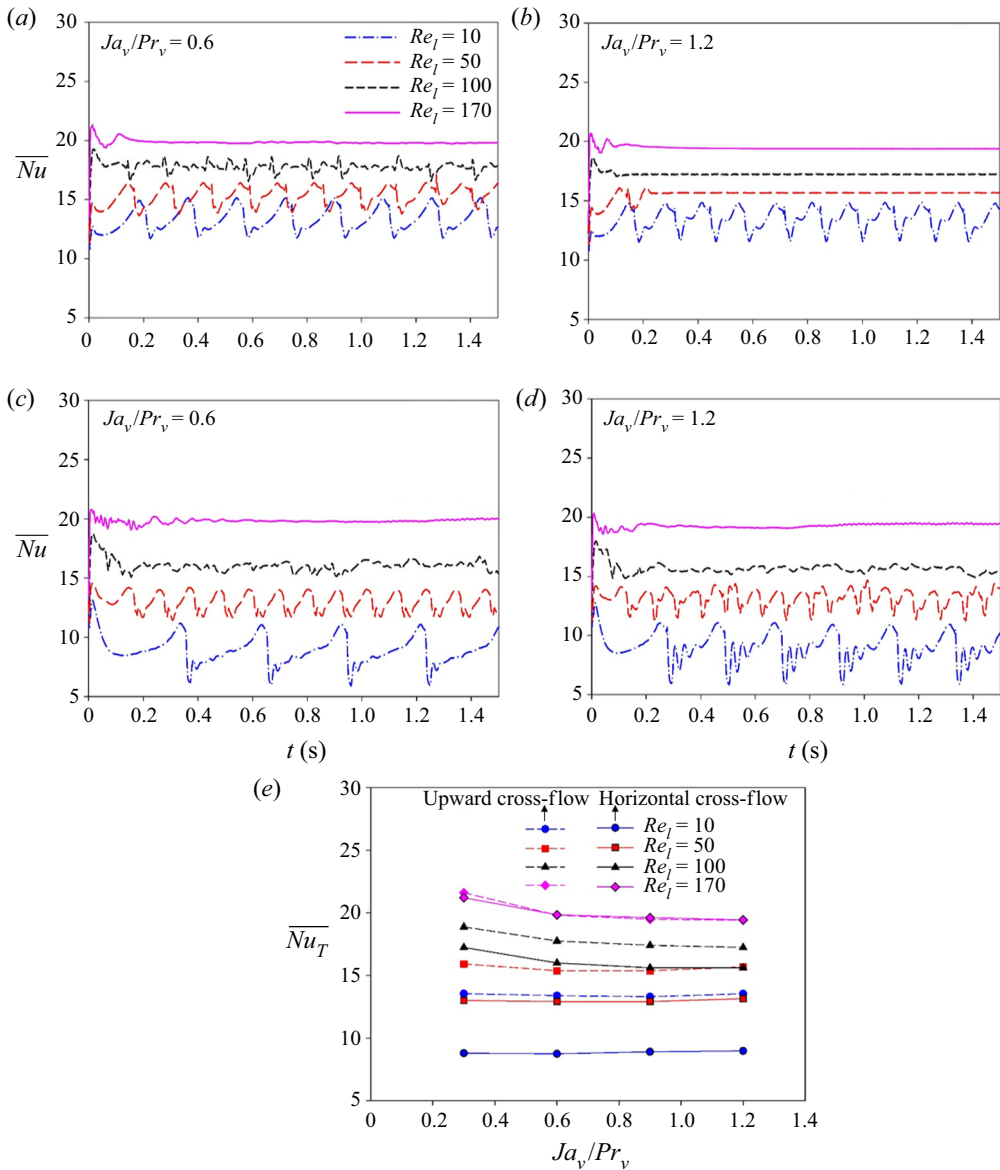 (a)
(b)
30
25
20
15
10
5
Ja_v/Pr_v = 0.6
Re_l = 10
Re_l = 50
Re_l = 100
Re_l = 170
Nu
0
0.2
0.4
0.6
0.8
1.0
1.2
1.4
30
25
20
15
10
5
Ja_v/Pr_v = 1.2
0
0.2
0.4
0.6
0.8
1.0
1.2
1.4
(c)
(d)
30
25
20
15
10
5
Ja_v/Pr_v = 0.6
Nu
0
0.2
0.4
0.6
0.8
1.0
1.2
1.4
t (s)
30
25
20
15
10
5
Ja_v/Pr_v = 1.2
0
0.2
0.4
0.6
0.8
1.0
1.2
1.4
t (s)
(e)
30
25
20
15
10
5
Upward cross-flow
Horizontal cross-flow
Re_l = 10
Re_l = 50
Re_l = 100
Re_l = 170
Nu_T
0
0.2
0.4
0.6
0.8
1.0
1.2
1.4
Ja_v/Pr_v